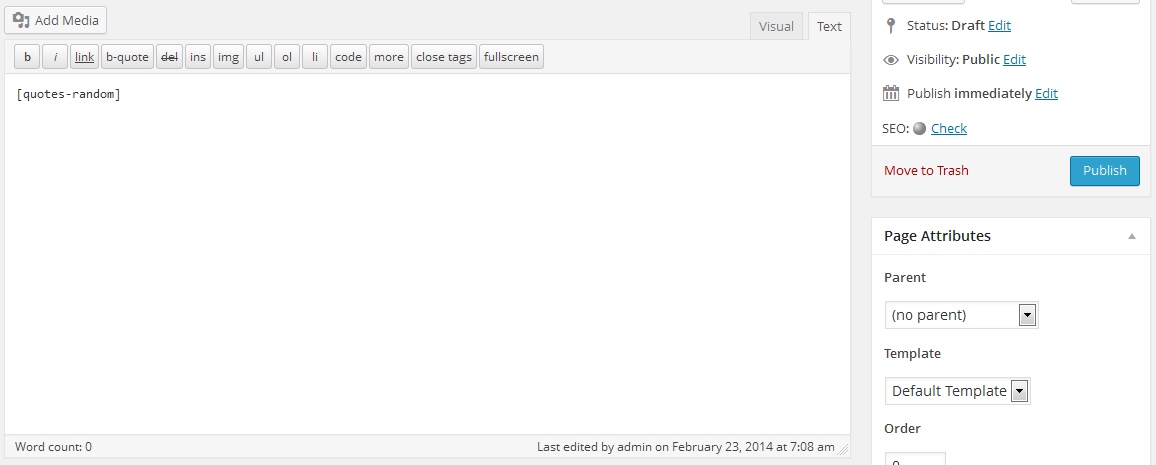 Add Media
Visual Text
b i link b-quote del ins img ul ol li code more close tags fullscreen
[quotes-random]
Word count: 0 Last edited by admin on February 23, 2014 at 7:08 am
Status: Draft Edit
Visibility: Public Edit
Publish immediately Edit
SEO: Check
Move to Trash Publish
Page Attributes
Parent
(no parent)
Template
Default Template
Order
0